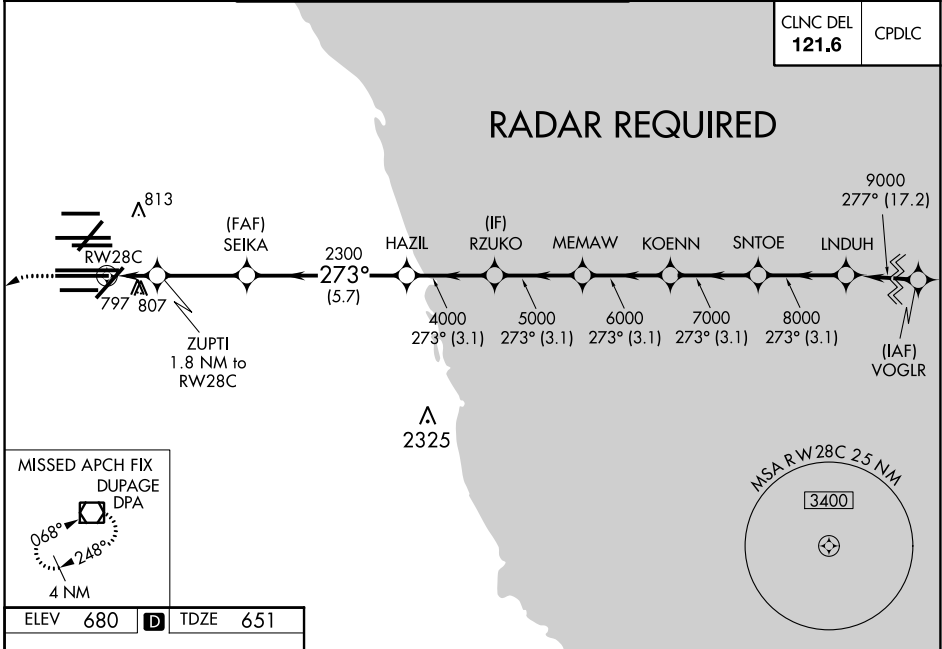 CLNC DEL
121.6
CPDLC
RADAR REQUIRED
813
9000
277° (17.2)
(FAF)
SEIKA
2300
273°
(5.7)
HAZIL
(IF)
RZUKO
MEMAW
KOENN
SNTOE
LNDUH
RW28C
797
807
ZUPTI
1.8 NM to
RW28C
4000
273° (3.1)
5000
273° (3.1)
6000
273° (3.1)
7000
273° (3.1)
8000
273° (3.1)
(IAF)
VOGLR
2325
MISSED APCH FIX
DUPAGE
DPA
068°
248°
4 NM
MSA RW28C 25 NM
3400
ELEV 680 D TDZE 651